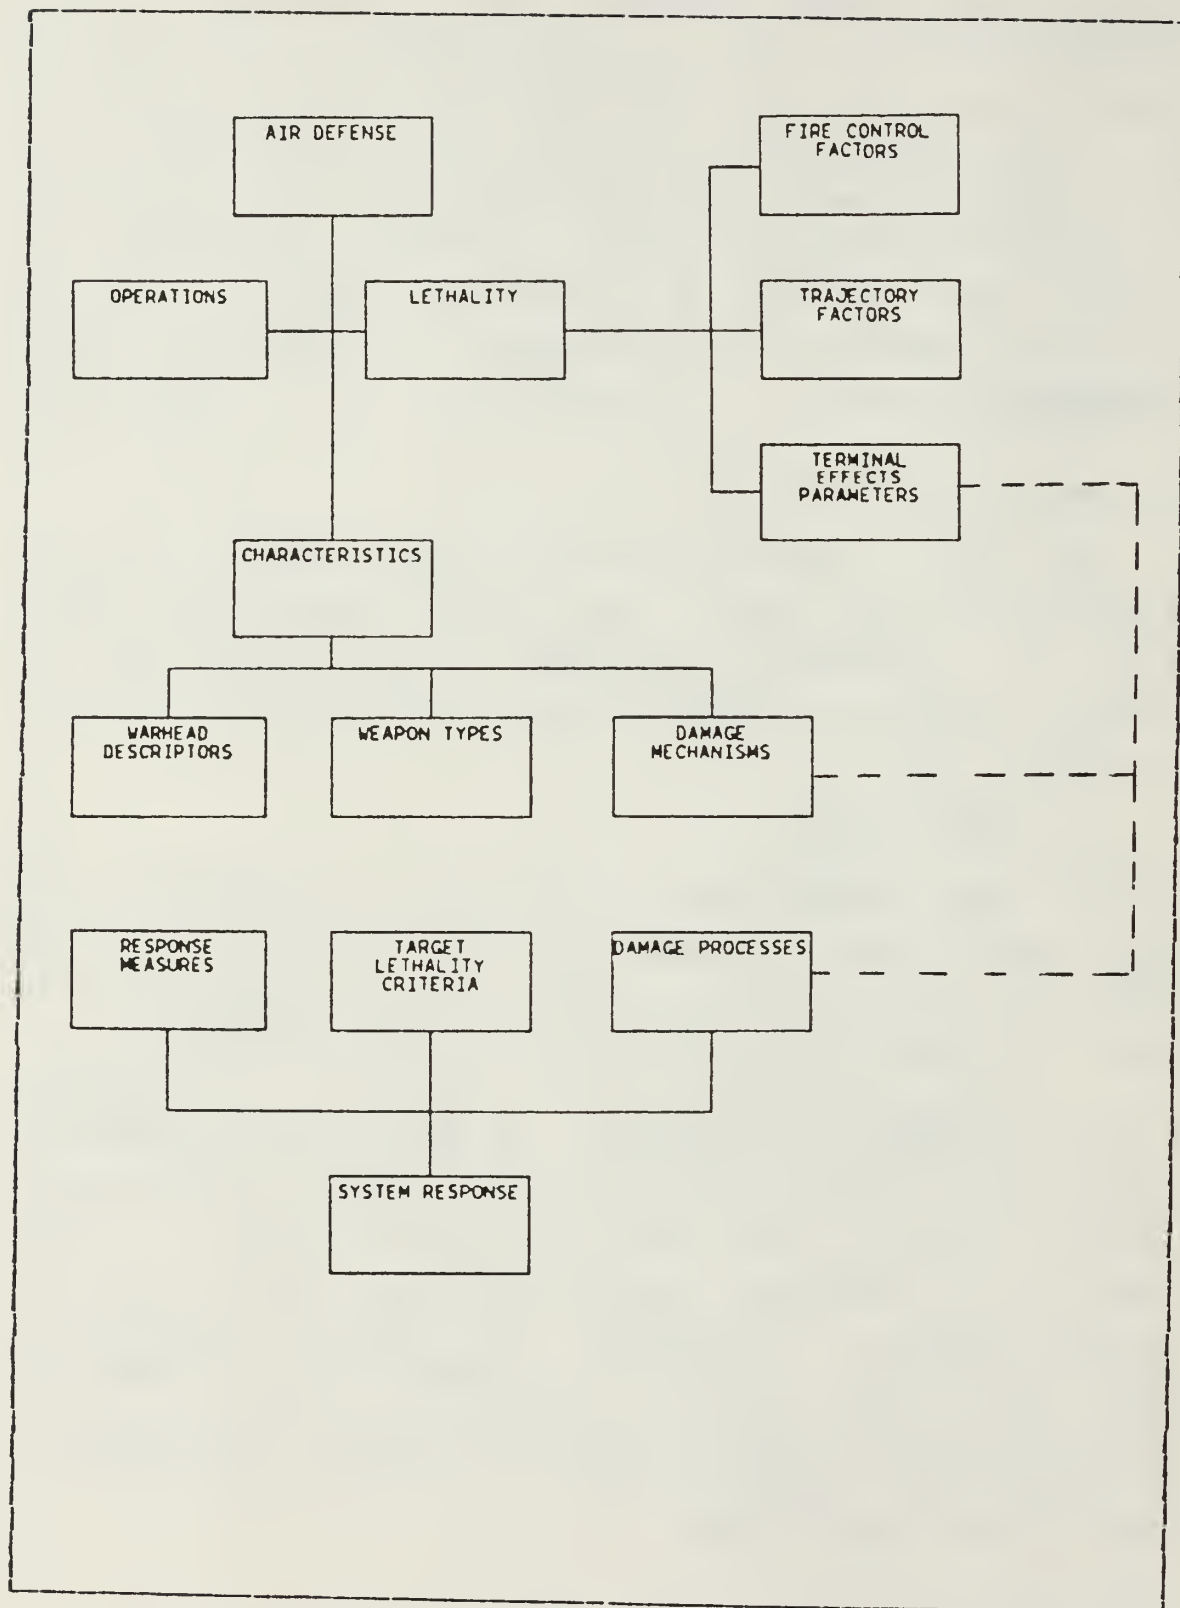 AIR DEFENSE
FIRE CONTROL
FACTORS
OPERATIONS
LETHALITY
TRAJECTORY
FACTORS
TERMINAL
EFFECTS
PARAMETERS
CHARACTERISTICS
WARHEAD
DESCRIPTORS
WEAPON TYPES
DAMAGE
MECHANISMS
RESPONSE
MEASURES
TARGET
LETHALITY
CRITERIA
DAMAGE PROCESSES
SYSTEM RESPONSE